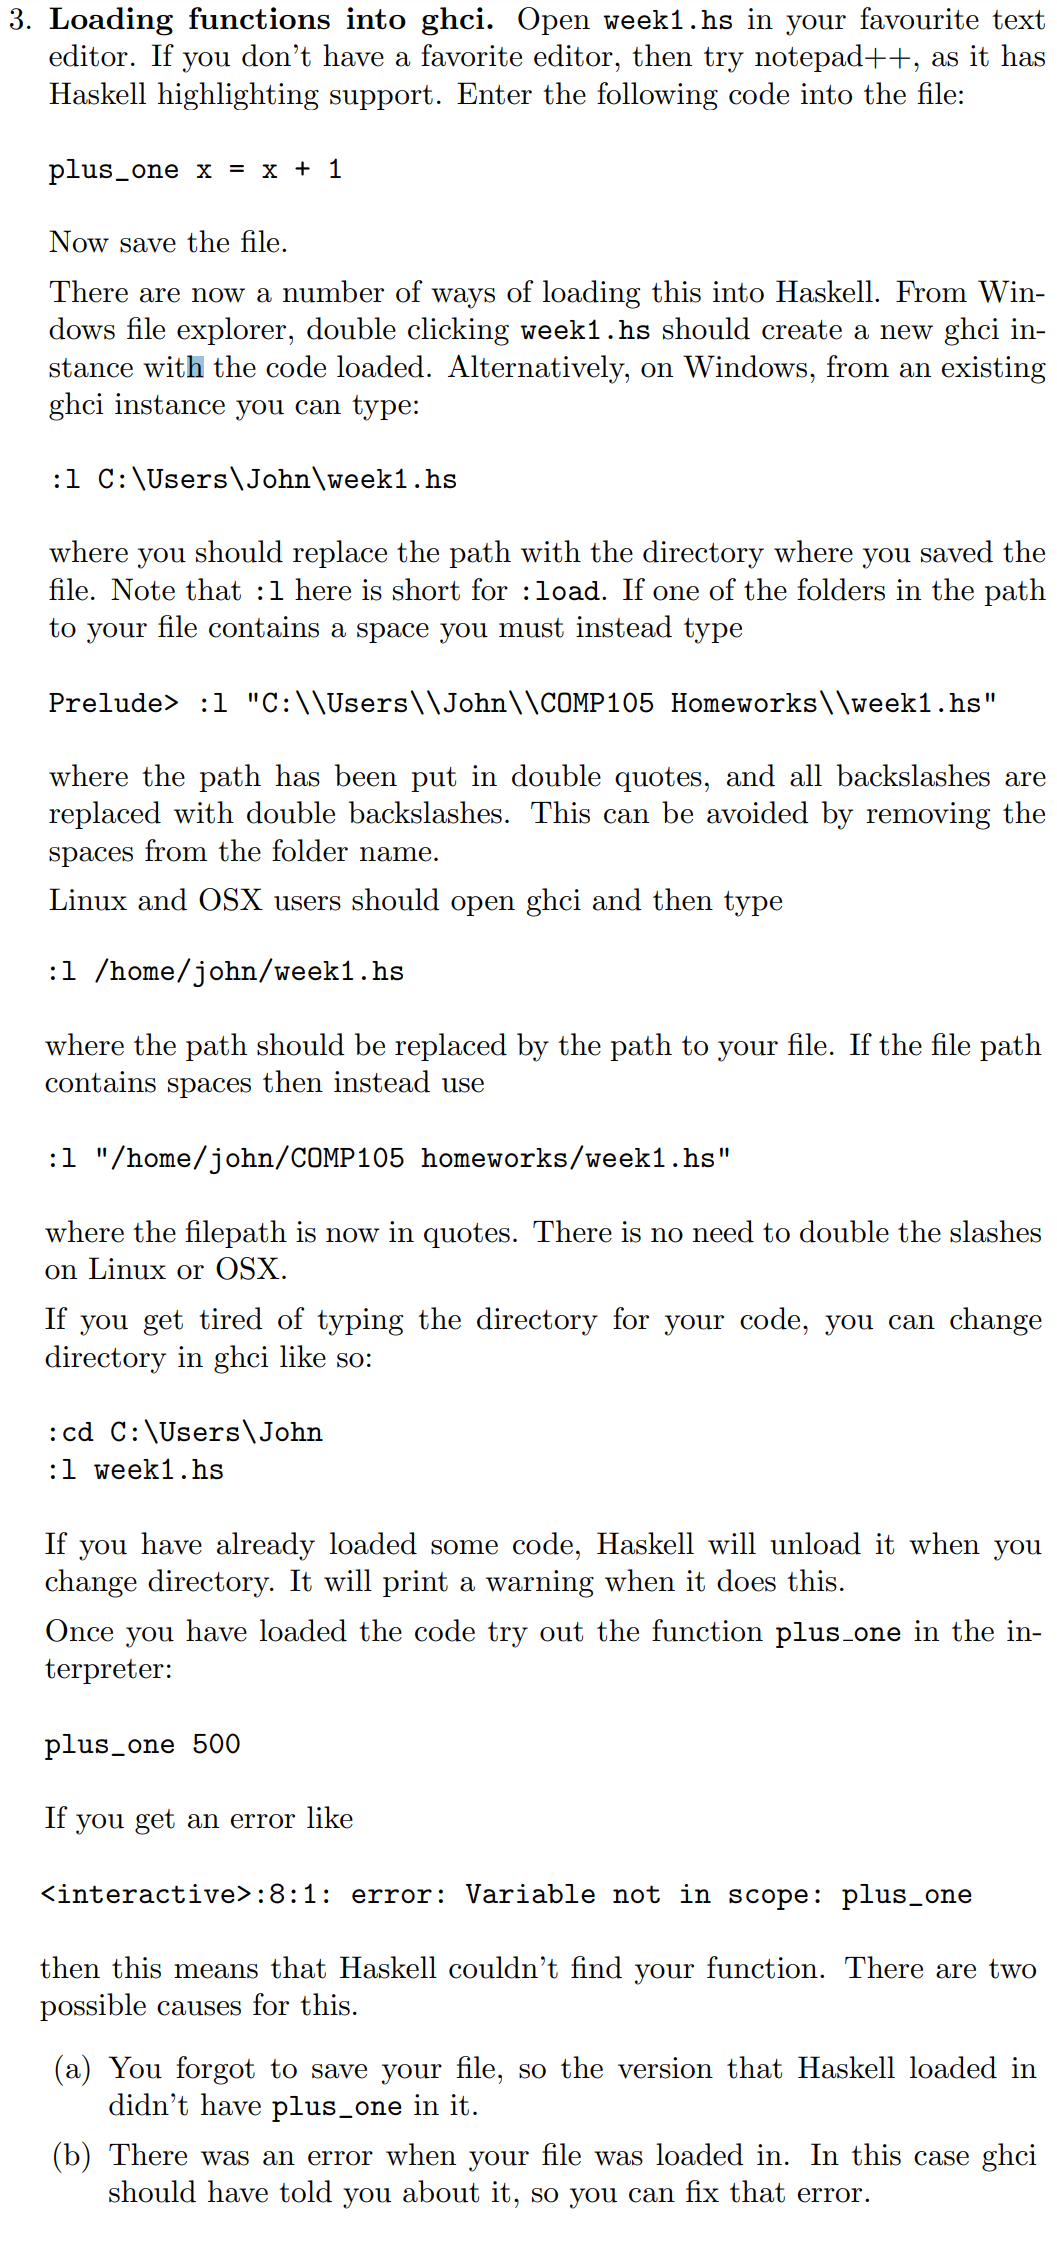 3. Loading functions into ghci. Open week1.hs in your favourite text
editor. If you don't have a favorite editor, then try notepad++, as it has
Haskell highlighting support. Enter the following code into the file:
plus_one x = x + 1
Now save the file.
There are now a number of ways of loading this into Haskell. From Win-
dows file explorer, double clicking week1.hs should create a new ghci in-
stance with the code loaded. Alternatively, on Windows, from an existing
ghci instance you can type:
:l C:\Users\John\week1.hs
where you should replace the path with the directory where you saved the
file. Note that :l here is short for :load. If one of the folders in the path
to your file contains a space you must instead type
Prelude> :l "C:\\Users\\John\\COMP105 Homeworks\\week1.hs"
where the path has been put in double quotes, and all backslashes are
replaced with double backslashes. This can be avoided by removing the
spaces from the folder name.
Linux and OSX users should open ghci and then type
:l /home/john/week1.hs
where the path should be replaced by the path to your file. If the file path
contains spaces then instead use
:l "/home/john/COMP105 homeworks/week1.hs"
where the filepath is now in quotes. There is no need to double the slashes
on Linux or OSX.
If you get tired of typing the directory for your code, you can change
directory in ghci like so:
:cd C:\Users\John
:l week1.hs
If you have already loaded some code, Haskell will unload it when you
change directory. It will print a warning when it does this.
Once you have loaded the code try out the function plus_one in the in-
terpreter:
plus_one 500
If you get an error like
<interactive>:8:1: error: Variable not in scope: plus_one
then this means that Haskell couldn't find your function. There are two
possible causes for this.
(a) You forgot to save your file, so the version that Haskell loaded in
didn't have plus_one in it.
(b) There was an error when your file was loaded in. In this case ghci
should have told you about it, so you can fix that error.